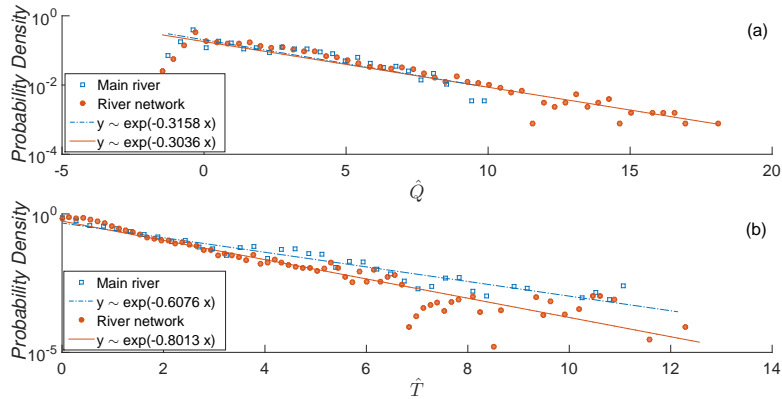 (a)
Probability Density
10^0
10^-2
10^-4
Main river
River network
y ∼ exp(-0.3158 x)
y ∼ exp(-0.3036 x)
-5 0 5 10 15 20
Q̂
(b)
Probability Density
10^0
10^-5
Main river
y ∼ exp(-0.6076 x)
River network
y ∼ exp(-0.8013 x)
0 2 4 6 8 10 12 14
T̂